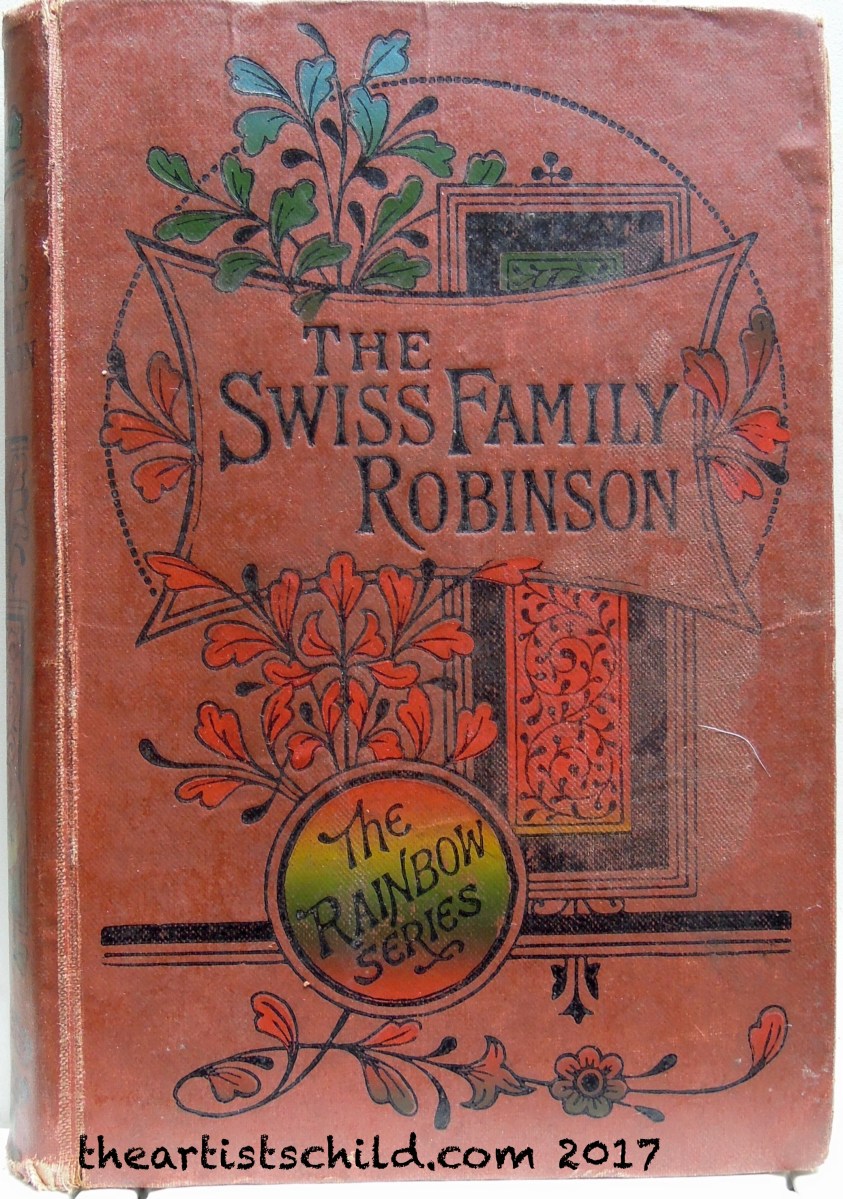 THE
SWISS FAMILY
ROBINSON
The
RAINBOW
SERIES
theartistschild.com 2017